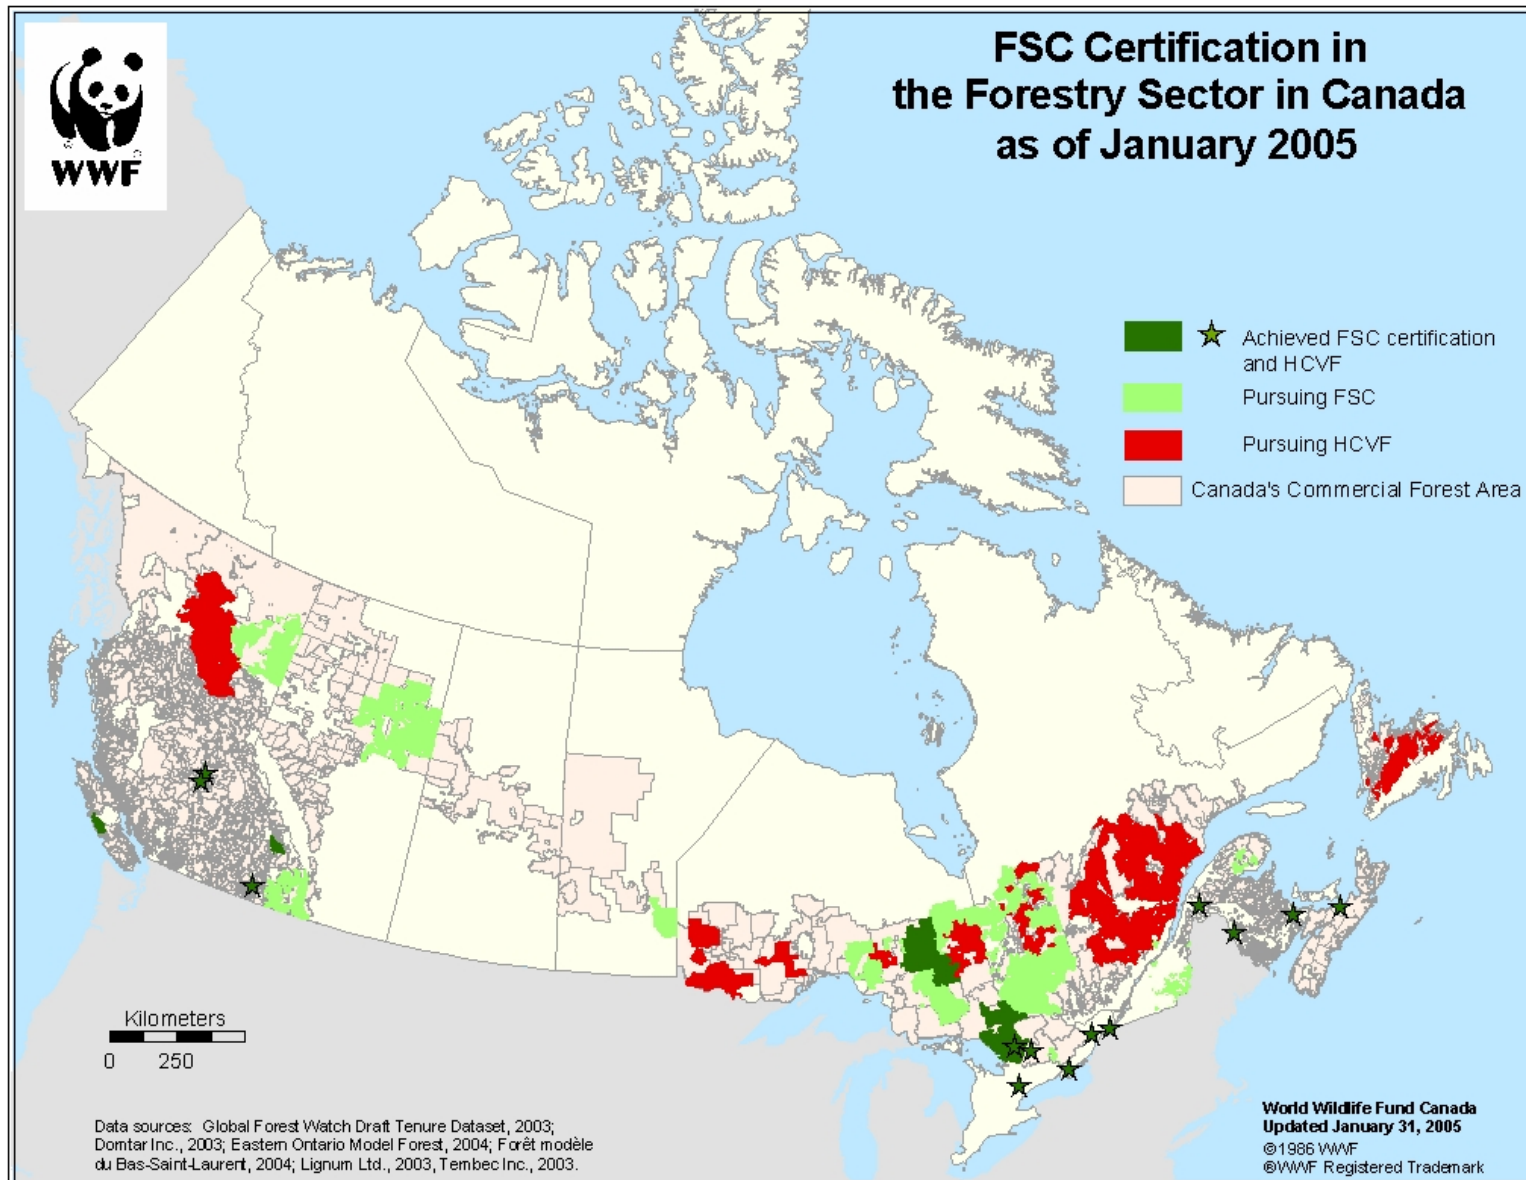 WWF
FSC Certification in
the Forestry Sector in Canada
as of January 2005
Achieved FSC certification
and HCVF
Pursuing FSC
Pursuing HCVF
Canada's Commercial Forest Area
Kilometers
0 250
Data sources: Global Forest Watch Draft Tenure Dataset, 2003;
Domtar Inc., 2003; Eastern Ontario Model Forest, 2004; Forêt modèle
du Bas-Saint-Laurent, 2004; Lignum Ltd., 2003, Tembec Inc., 2003.
World Wildlife Fund Canada
Updated January 31, 2005
©1986 WWF
®WWF Registered Trademark